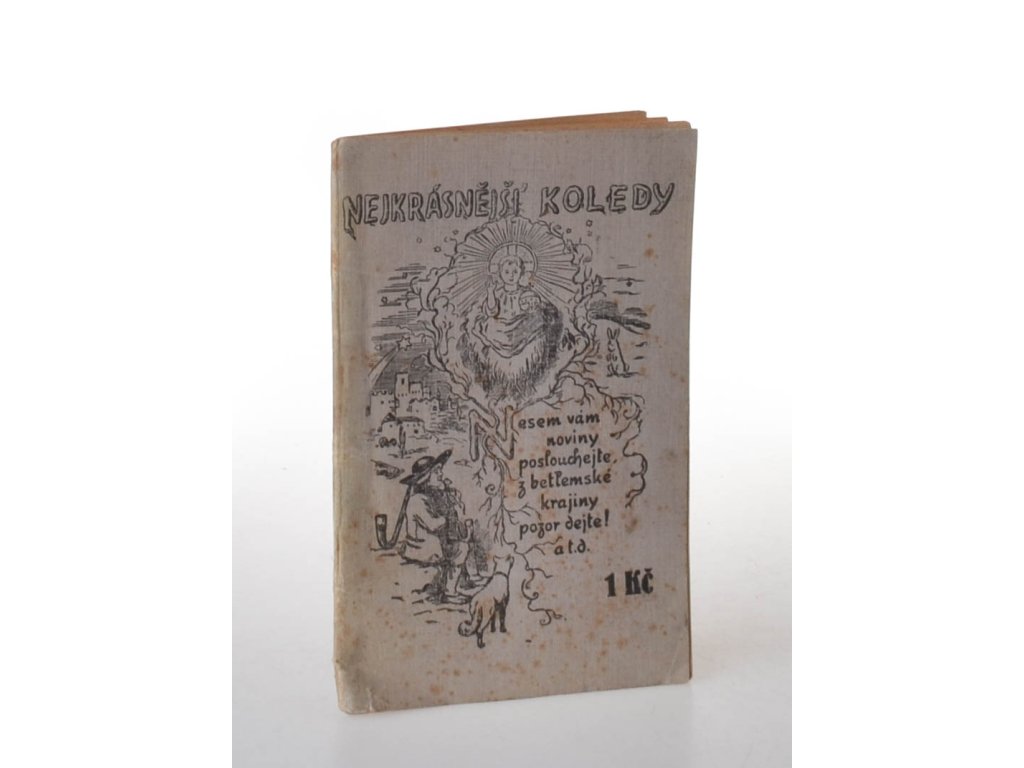 NEJKRÁSNĚJŠÍ KOLEDY
Nesem vám
noviny
poslouchejte
z betlemské
krajiny
pozor dejte!
a t.d.
1 Kč